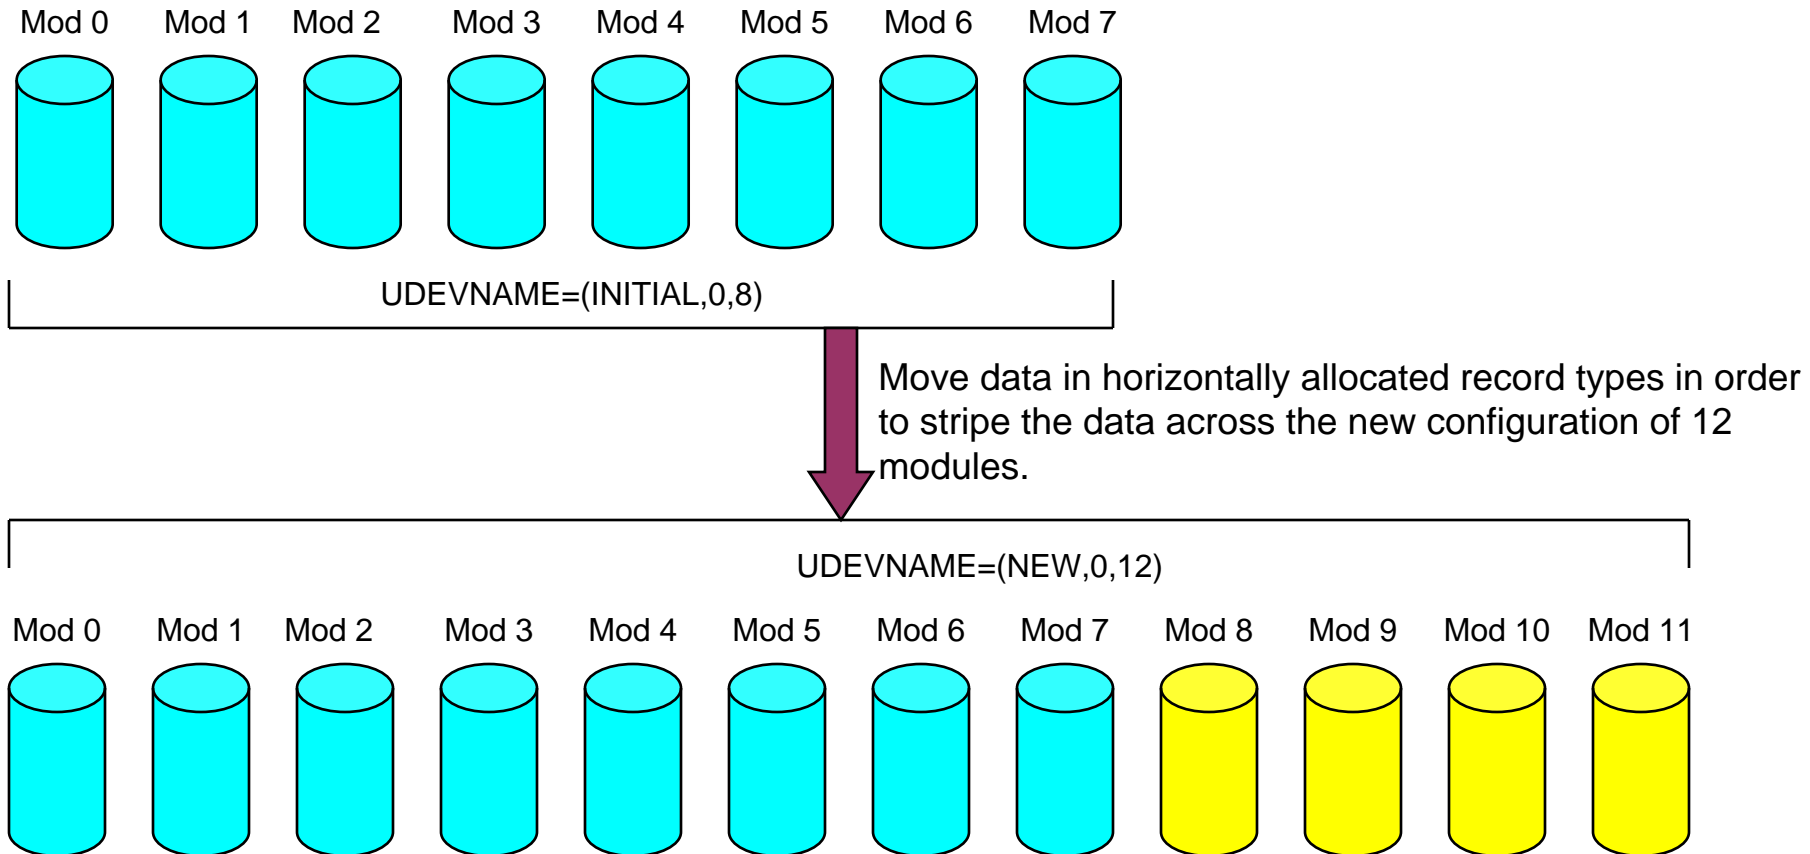 Mod 0 Mod 1 Mod 2 Mod 3 Mod 4 Mod 5 Mod 6 Mod 7
UDEVNAME=(INITIAL,0,8)
Move data in horizontally allocated record types in order
to stripe the data across the new configuration of 12
modules.
UDEVNAME=(NEW,0,12)
Mod 0 Mod 1 Mod 2 Mod 3 Mod 4 Mod 5 Mod 6 Mod 7 Mod 8 Mod 9 Mod 10 Mod 11